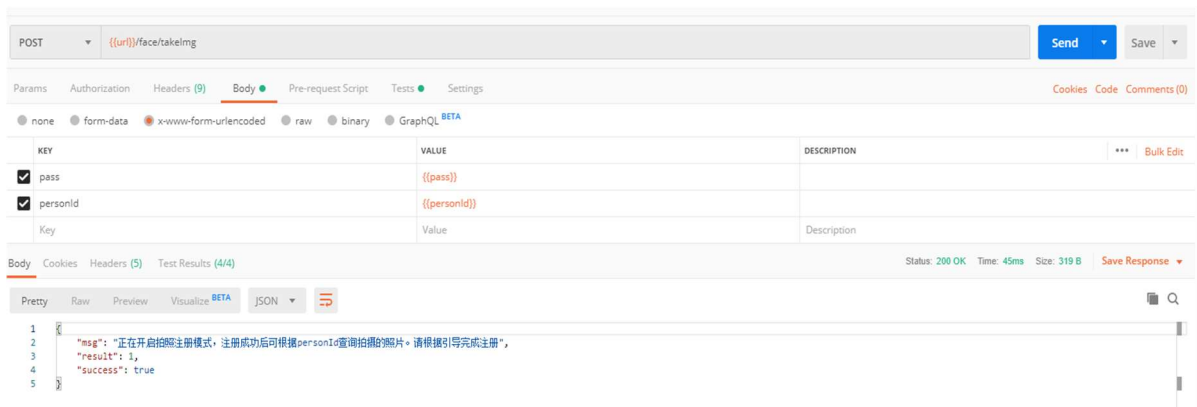 POST {{url}}/face/takeImg Send Save
Params Authorization Headers (9) Body Pre-request Script Tests Settings Cookies Code Comments (0)
none form-data x-www-form-urlencoded raw binary GraphQL BETA
KEY VALUE DESCRIPTION ••• Bulk Edit
pass {{pass}}
personId {{personId}}
Key Value Description
Body Cookies Headers (5) Test Results (4/4) Status: 200 OK Time: 45ms Size: 319 B Save Response
Pretty Raw Preview Visualize BETA JSON
1 {
2 "msg": "正在开启拍照注册模式，注册成功后可根据personId查询拍摄的照片。请根据引导完成注册",
3 "result": 1,
4 "success": true
5 }